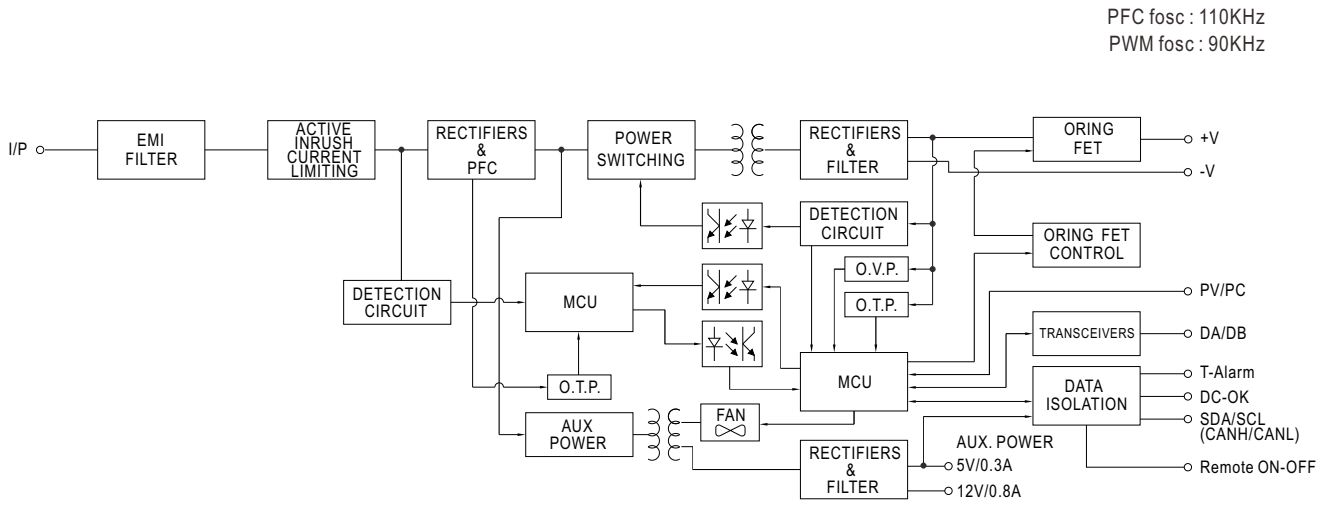 PFC fosc : 110KHz
PWM fosc : 90KHz
I/P
EMI
FILTER
ACTIVE
INRUSH
CURRENT
LIMITING
RECTIFIERS
&
PFC
POWER
SWITCHING
RECTIFIERS
&
FILTER
ORING
FET
+V
-V
DETECTION
CIRCUIT
ORING FET
CONTROL
O.V.P.
O.T.P.
DETECTION
CIRCUIT
MCU
PV/PC
TRANSCEIVERS
DA/DB
O.T.P.
MCU
DATA
ISOLATION
T-Alarm
DC-OK
SDA/SCL
(CANH/CANL)
Remote ON-OFF
AUX
POWER
FAN
RECTIFIERS
&
FILTER
AUX. POWER
5V/0.3A
12V/0.8A